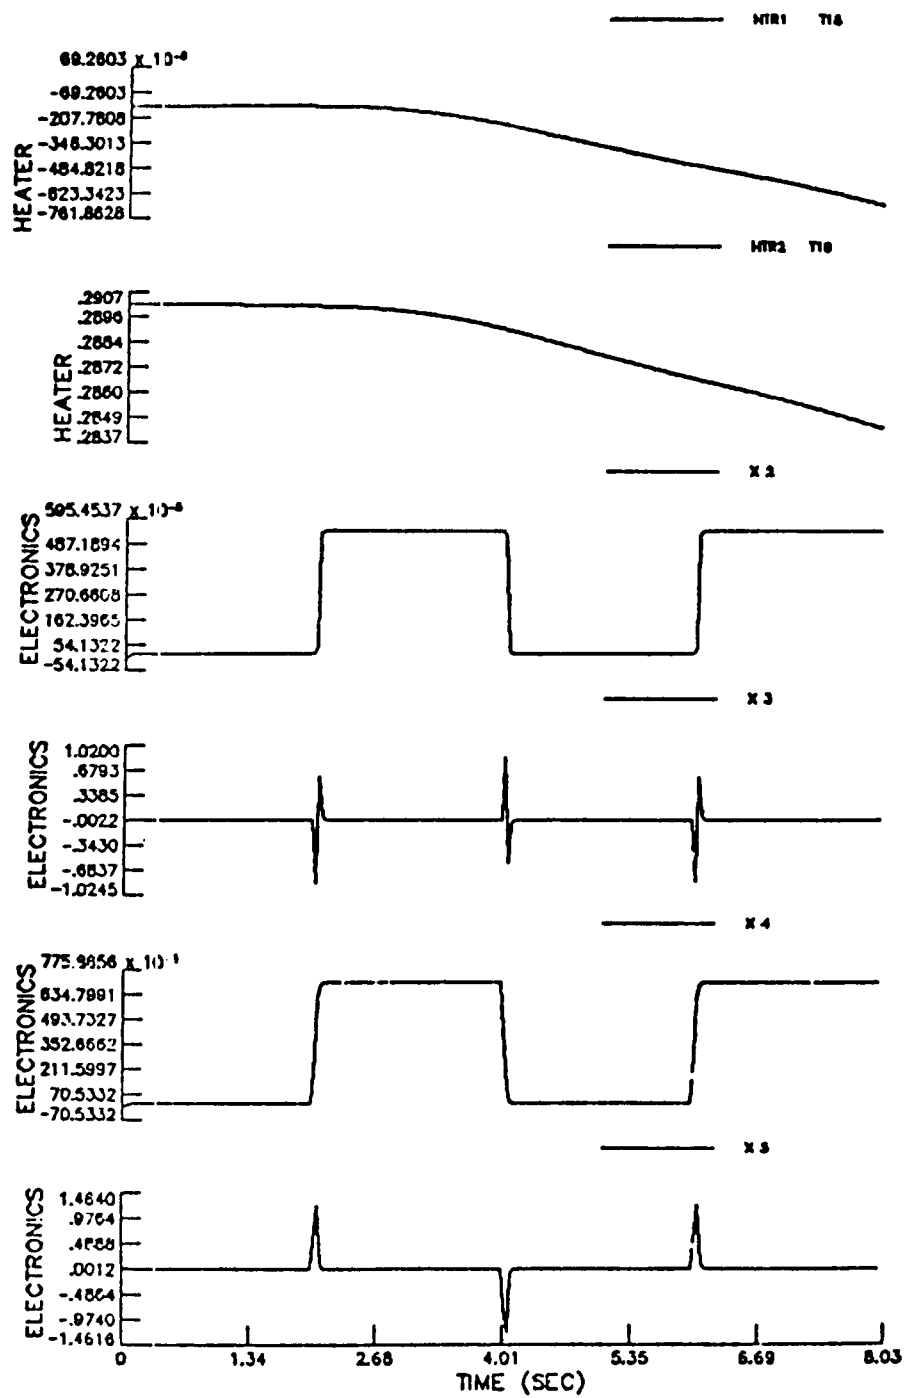 HTR1 T18
69.2603 X 10
-69.2603
-207.7808
-346.3013
-484.8218
-623.3423
-761.8628
HEATER
HTR2 T18
.2907
.2896
.2884
.2872
.2860
.2849
.2837
HEATER
X 2
595.4537 X 10
487.1894
378.9251
270.6608
162.3965
54.1322
-54.1322
ELECTRONICS
X 3
1.0200
.6793
.3385
-.0022
-.3430
-.6837
-1.0245
ELECTRONICS
X 4
775.8656 X 10
634.7991
493.7327
352.6662
211.5997
70.5332
-70.5332
ELECTRONICS
X 5
1.4640
.9764
.4888
.0012
-.4864
-.9740
-1.4616
ELECTRONICS
0 1.34 2.68 4.01 5.35 6.69 8.03
TIME (SEC)